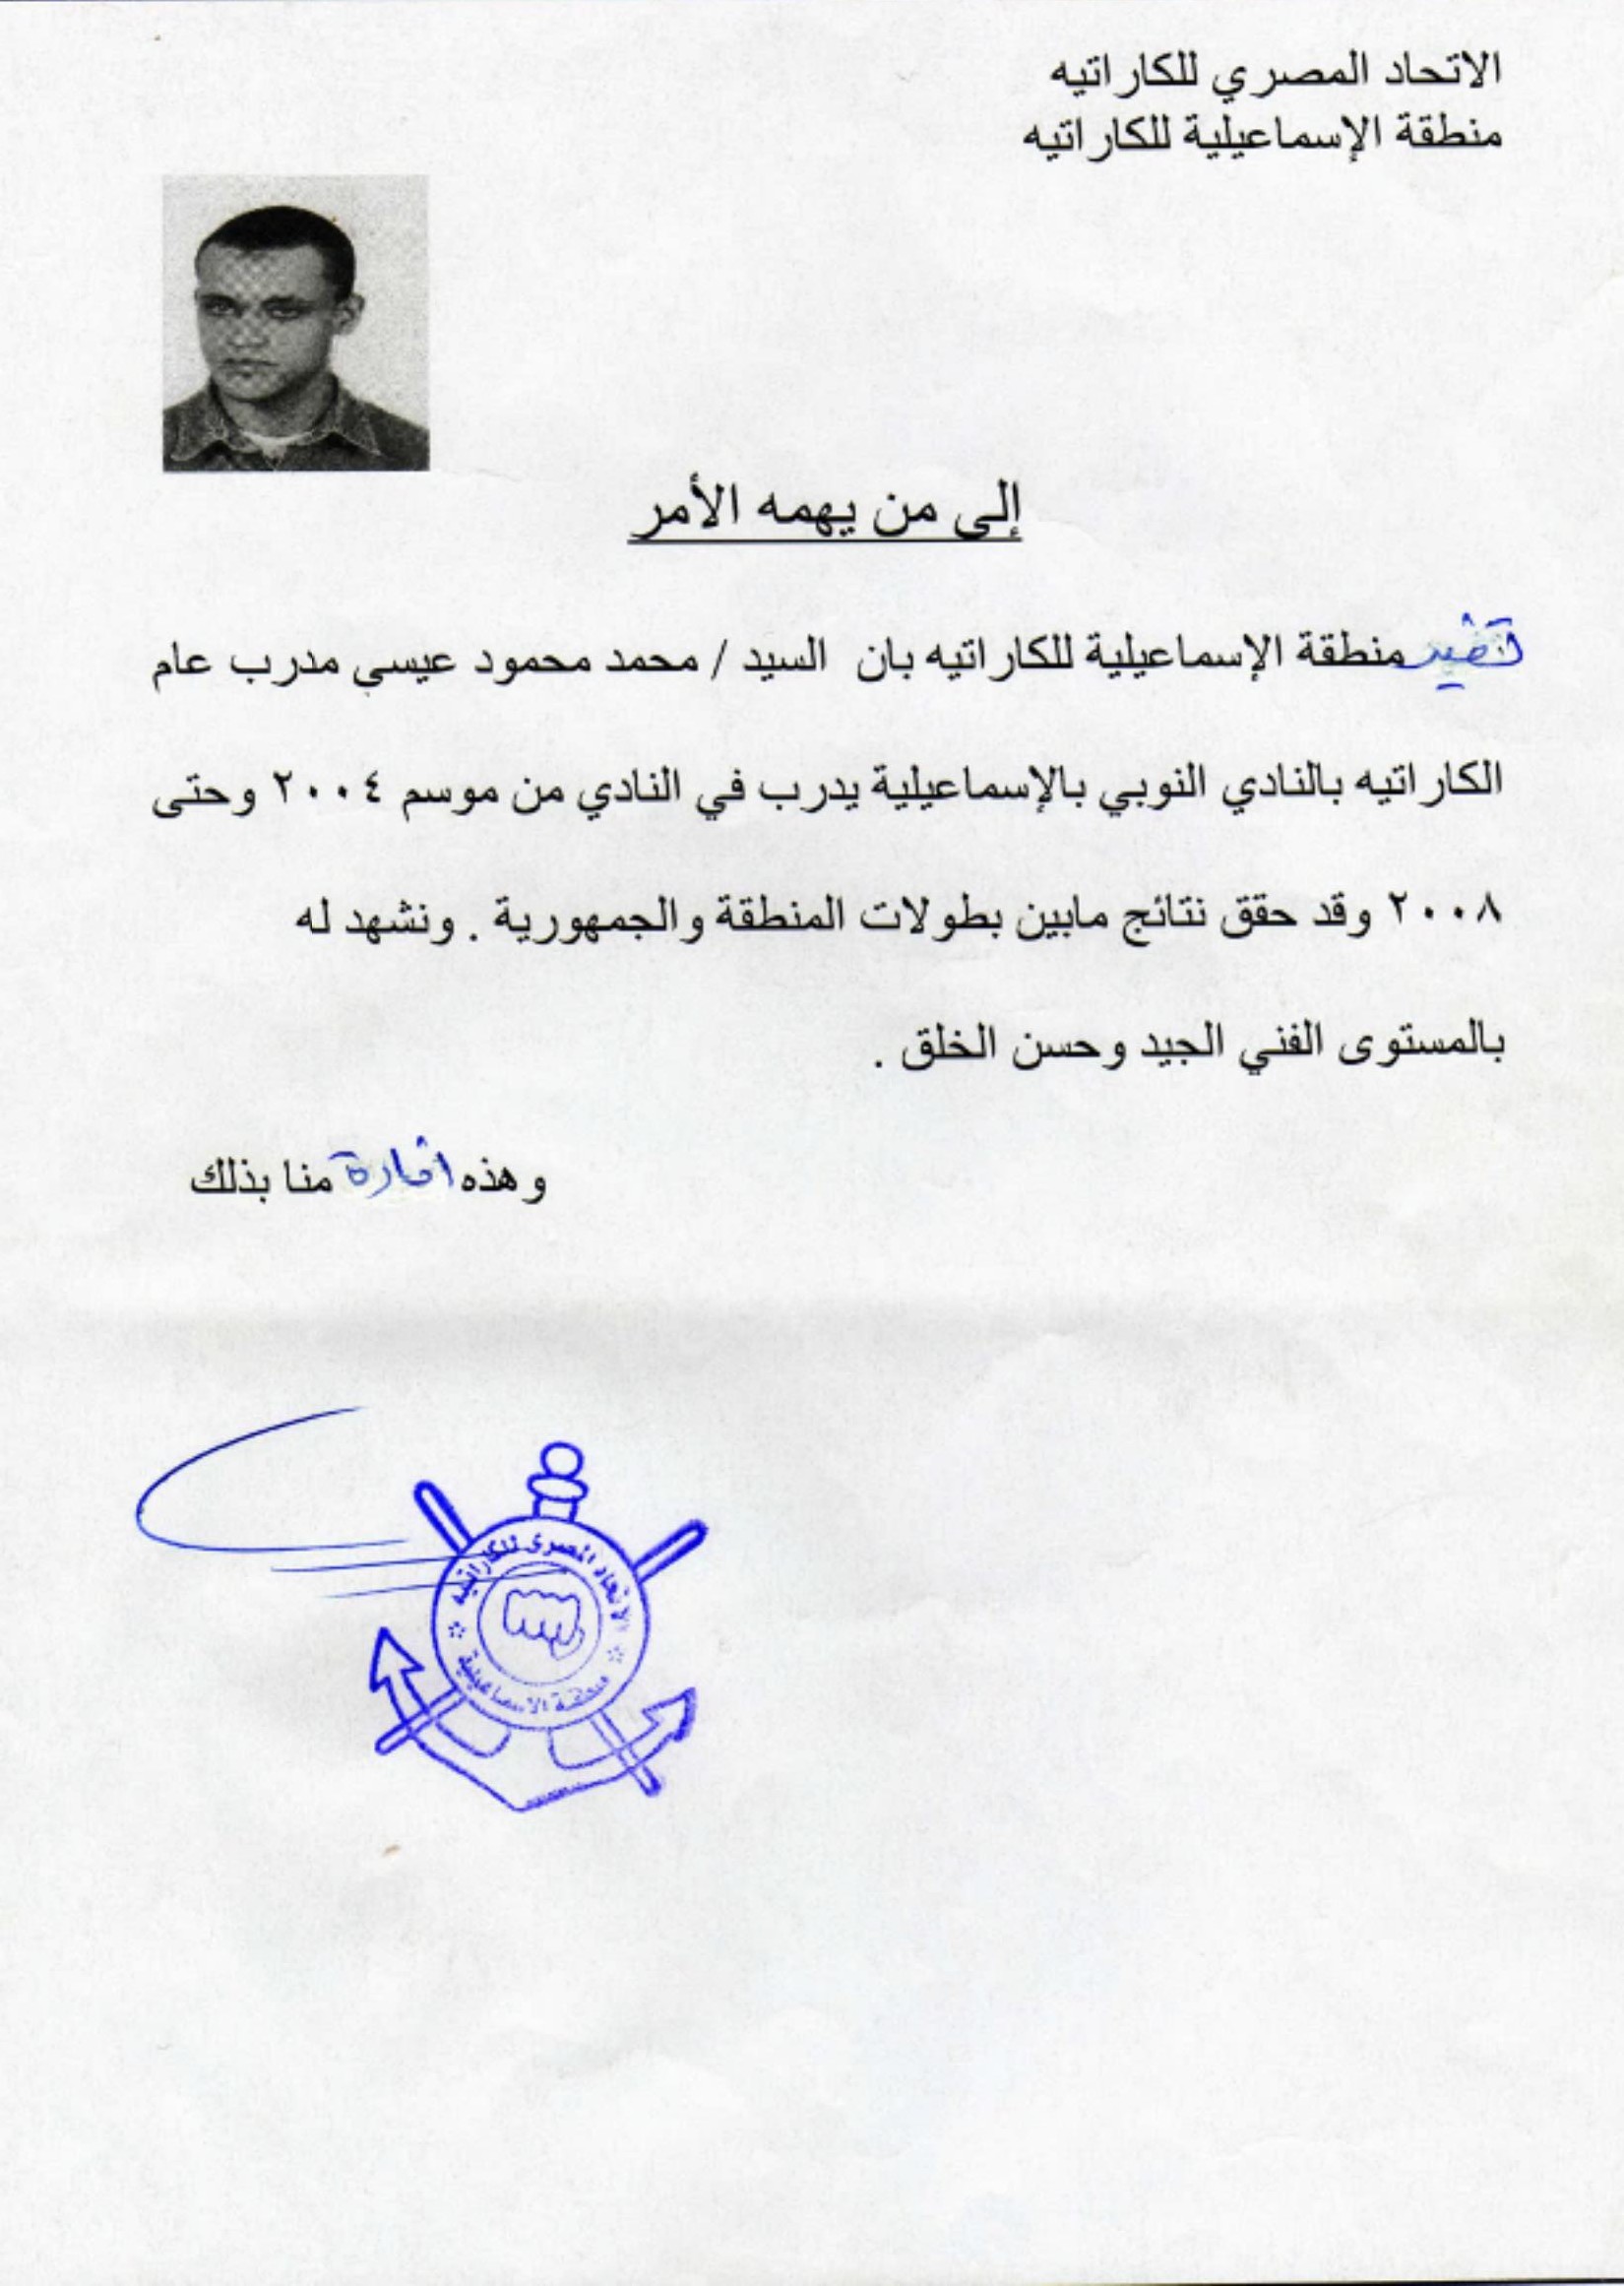 الاتحاد المصري للكاراتيه
منطقة الإسماعيلية للكاراتيه
إلى من يهمه الأمر
تفيد منطقة الإسماعيلية للكاراتيه بان السيد / محمد محمود عيسي مدرب عام
الكاراتيه بالنادي النوبي بالإسماعيلية يدرب في النادي من موسم ٢٠٠٤ وحتى
٢٠٠٨ وقد حقق نتائج مابين بطولات المنطقة والجمهورية . ونشهد له
بالمستوى الفني الجيد وحسن الخلق .
وهذه افادة منا بذلك
الاتحاد المصرى للكاراتيه
منطقة الاسماعيلية